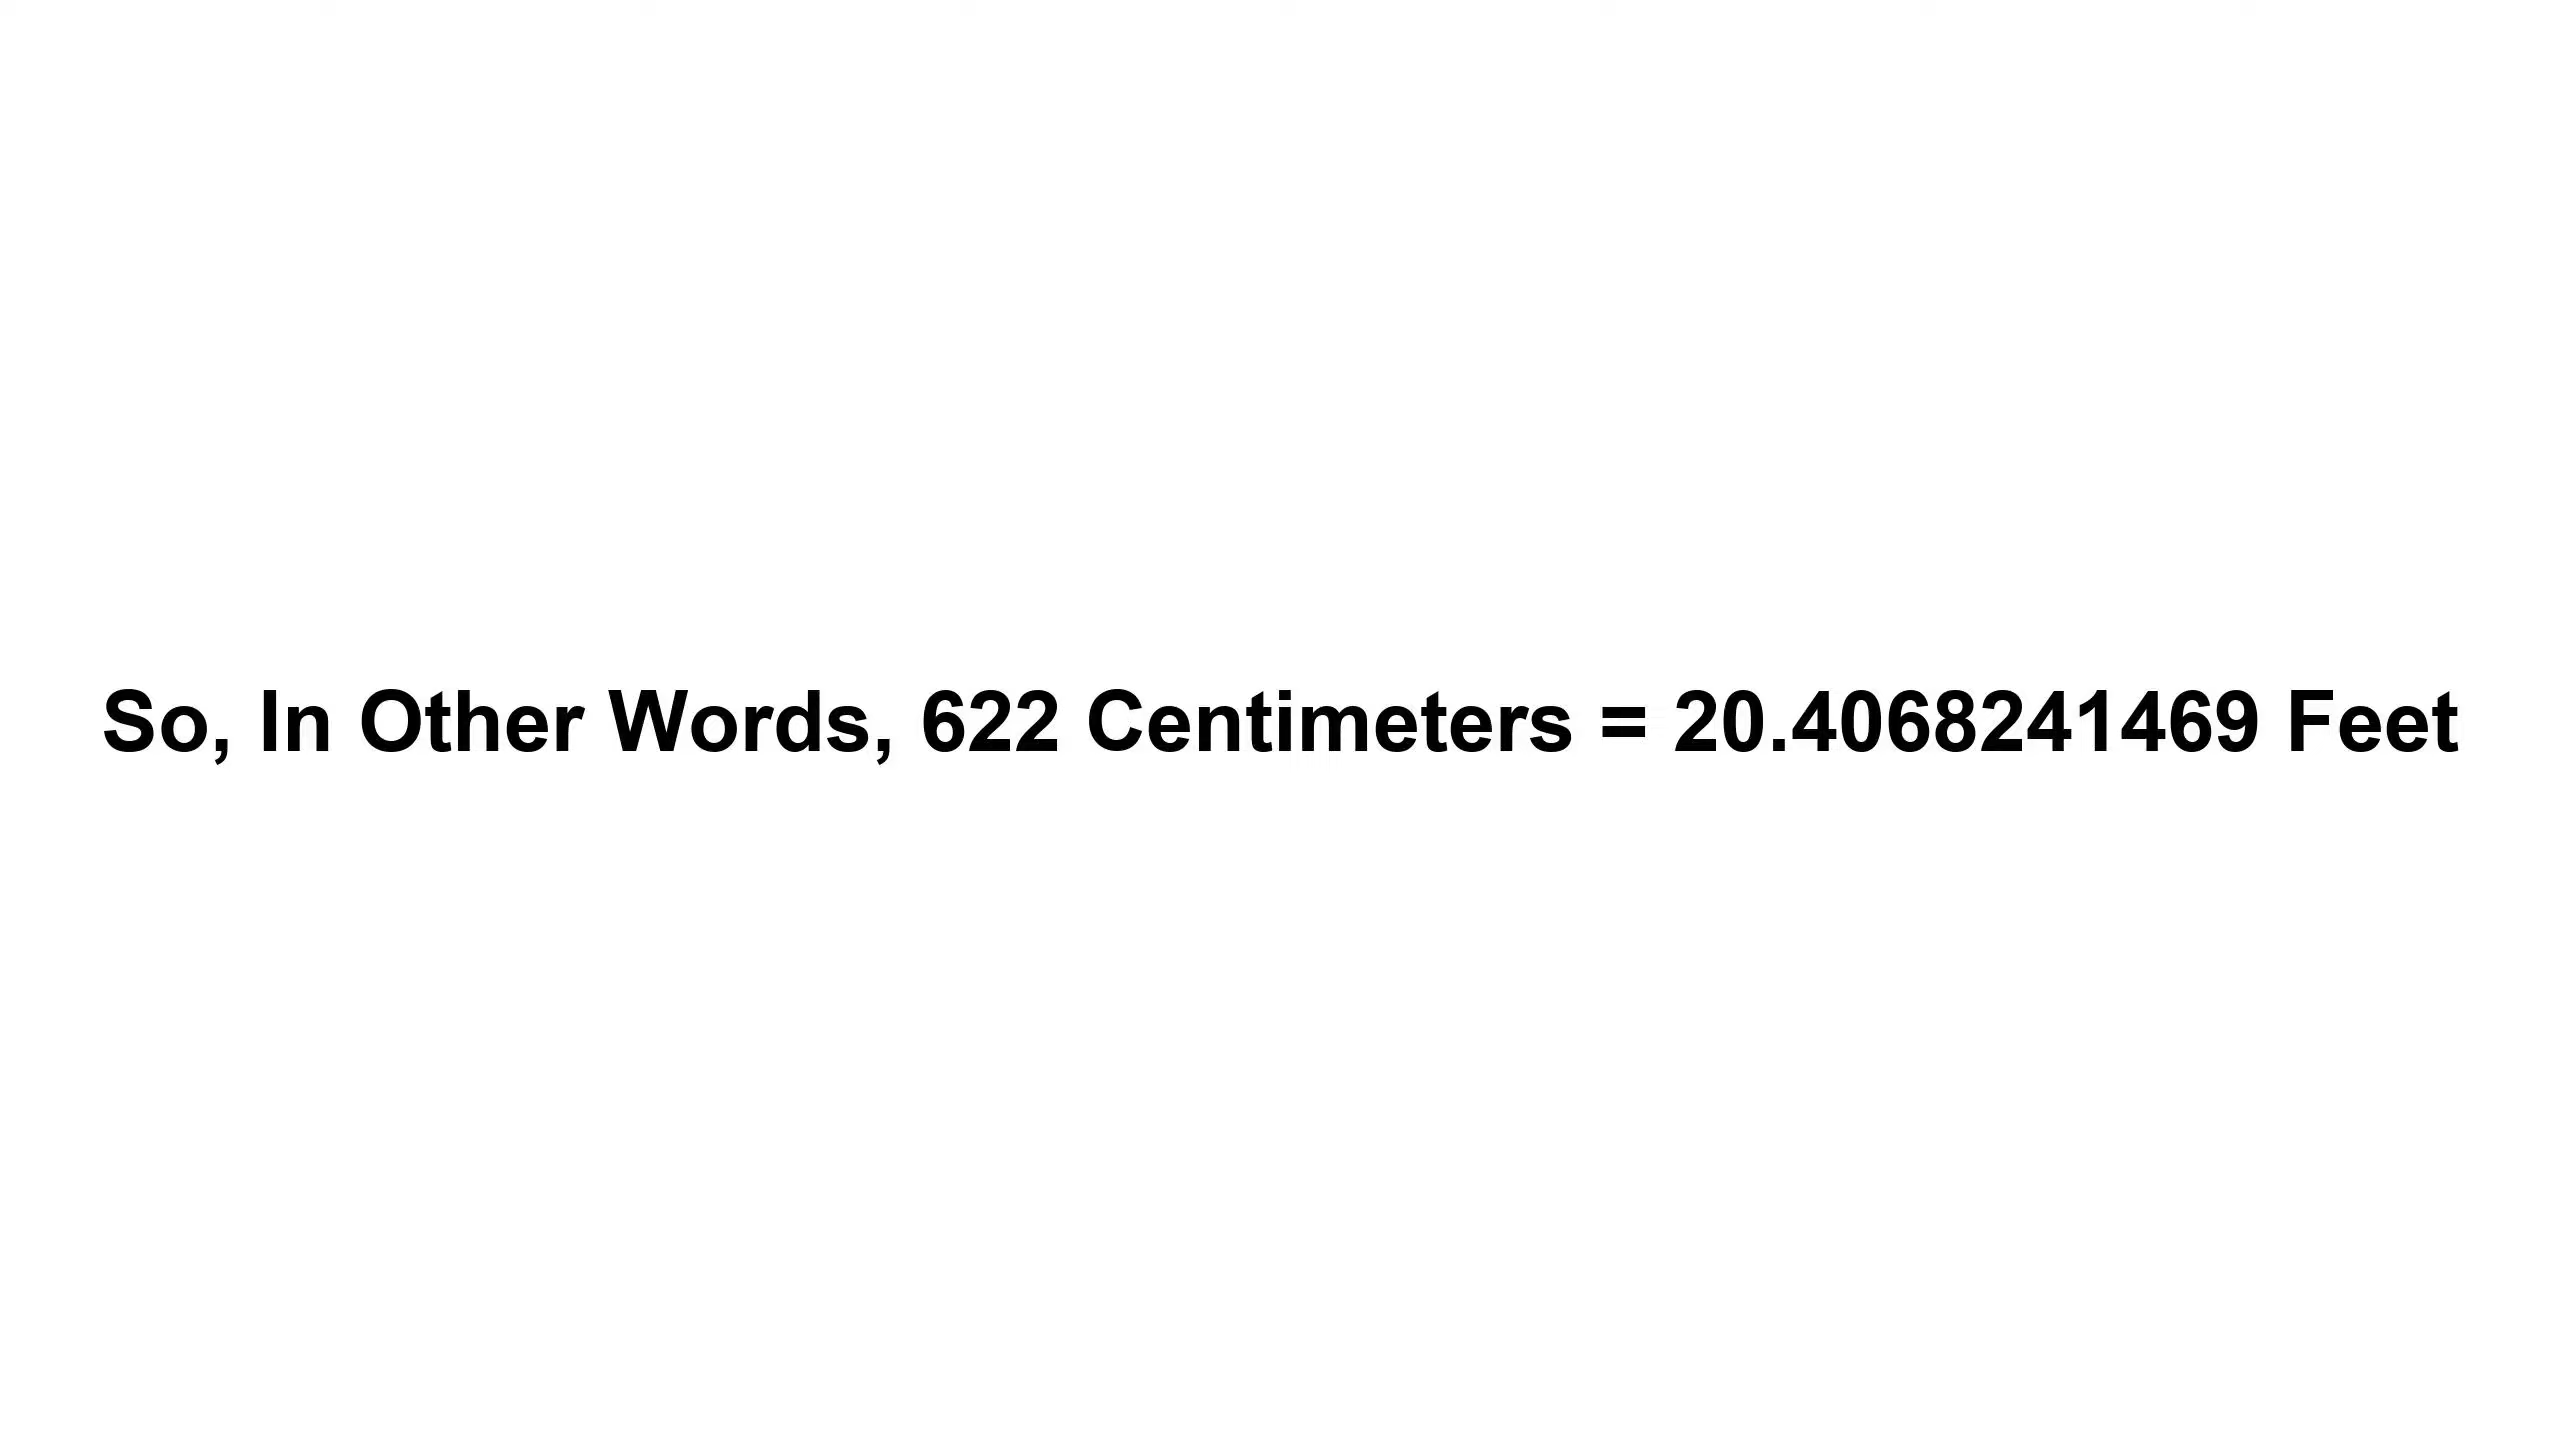 So, In Other Words, 622 Centimeters = 20.4068241469 Feet